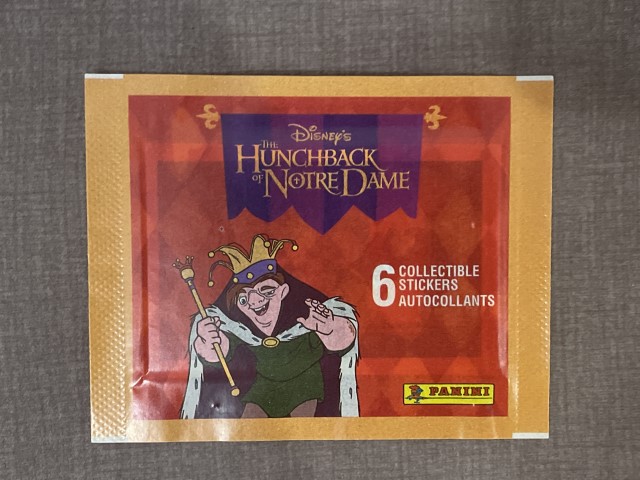 Disney's
THE
HUNCHBACK
OF NOTRE DAME
6 COLLECTIBLE
STICKERS
AUTOCOLLANTS
PANINI